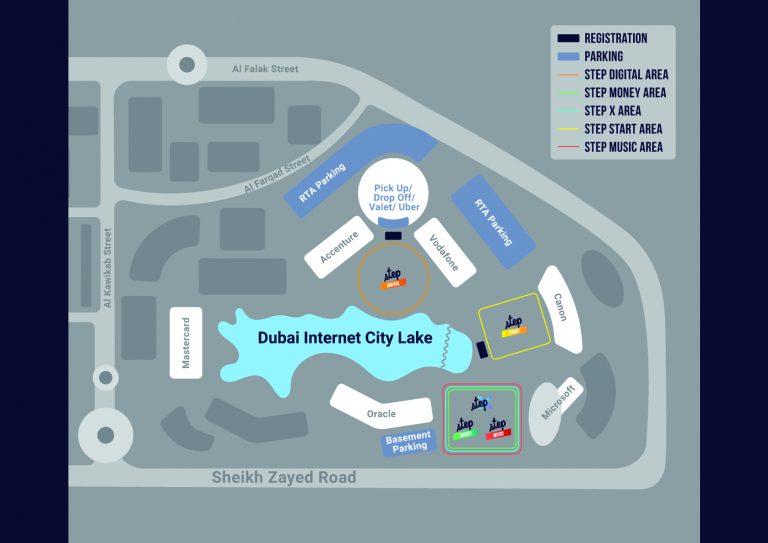 REGISTRATION
PARKING
STEP DIGITAL AREA
STEP MONEY AREA
STEP X AREA
STEP START AREA
STEP MUSIC AREA
Al Falak Street
Al Farqad Street
Al Kawikab Street
RTA Parking
Pick Up/
Drop Off/
Valet/ Uber
RTA Parking
Accenture
Vodafone
step
DIGITAL
Canon
step
START
Mastercard
Dubai Internet City Lake
Oracle
Microsoft
step
step
MONEY
step
MUSIC
Basement
Parking
Sheikh Zayed Road